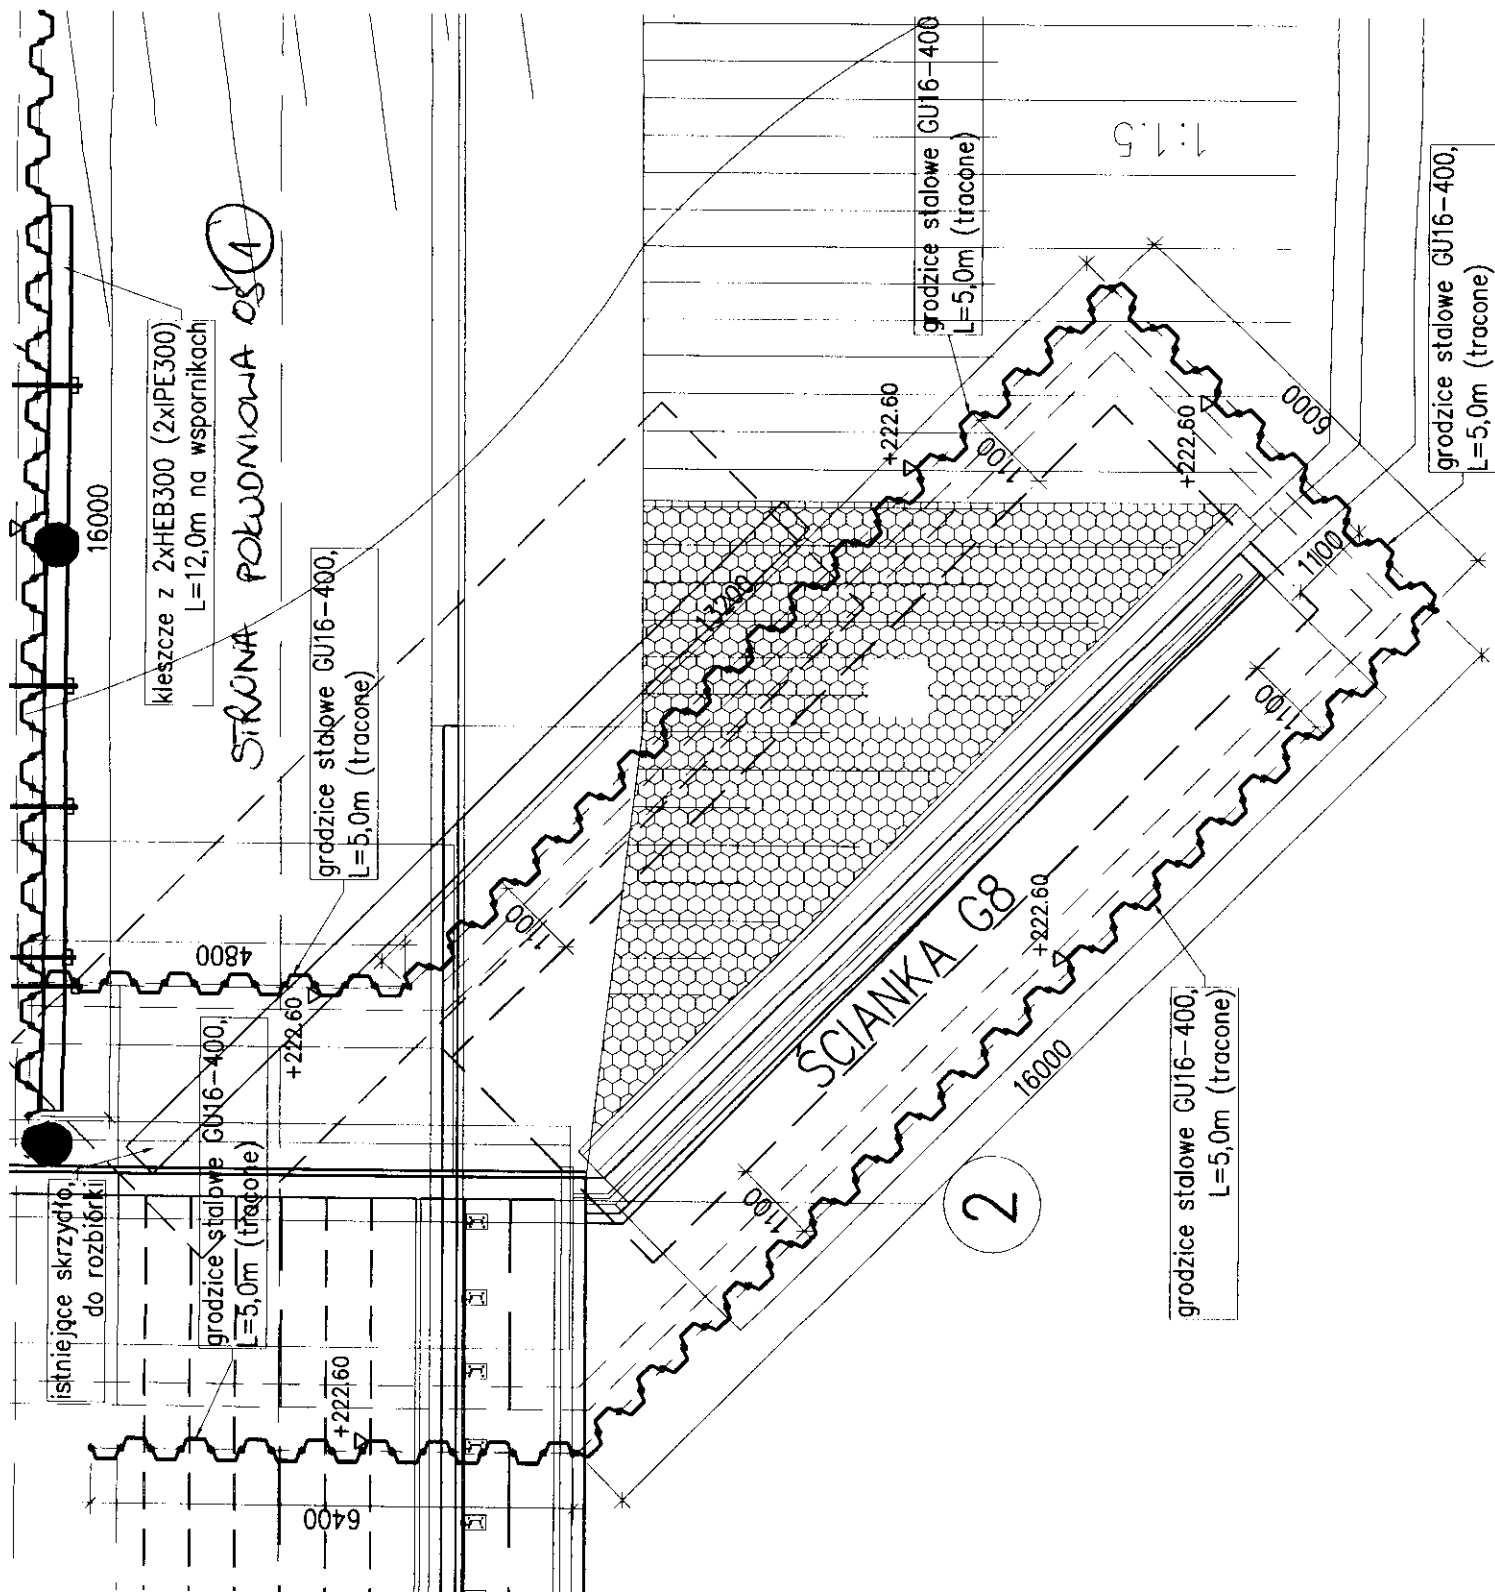 grodzice stalowe GU16-400
L=5,0m (tracone)
1:1.5
grodzice stalowe GU16-400,
L=5,0m (tracone)
STRONA POŁUDNIOWA OŚ 1
kleszcze z 2xHEB300 (2xIPE300)
L=12,0m na wspornikach
16000
grodzice stalowe GU16-400,
L=5,0m (tracone)
+222.60
+222.60
6000
1100
1100
13200
1100
1100
4800
+222.60
+222.60
ŚCIANKA G8
16000
grodzice stalowe GU16-400,
L=5,0m (tracone)
2
1100
istniejące skrzydło,
do rozbiórki
grodzice stalowe GU16-400,
L=5,0m (tracone)
+222.60
6400